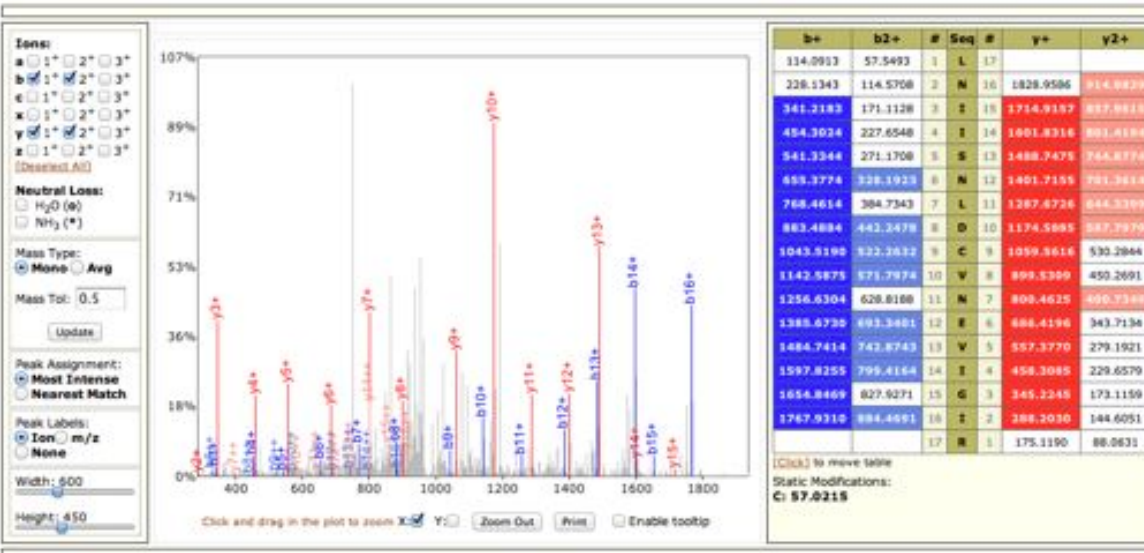 Ions:
a 1+ 2+ 3+
b 1+ 2+ 3+
c 1+ 2+ 3+
x 1+ 2+ 3+
y 1+ 2+ 3+
z 1+ 2+ 3+
[Deselect All]
Neutral Loss:
H2O (o)
NH3 (*)
Mass Type:
Mono Avg
Mass Tol: 0.5
Update
Peak Assignment:
Most Intense
Nearest Match
Peak Labels:
Ion m/z
None
Width: 600
Height: 450
107%
89%
71%
53%
36%
18%
0%
400 600 800 1000 1200 1400 1600 1800
y3+
y4+
y5+
y6+
y7+
b7+
b8+
y8+
b9+
y9+
b10+
y10+
b11+
y11+
b12+
y12+
b13+
y13+
b14+
y14+
b15+
y15+
b16+
Click and drag in the plot to zoom X: Y: Zoom Out Print Enable tooltip
b+ b2+ # Seq # y+ y2+
114.0913 57.5493 1 L 17
228.1343 114.5708 2 N 16 1828.9586
341.2183 171.1128 3 I 15 1714.9157
454.3024 227.6548 4 I 14 1601.8316
541.3344 271.1708 5 S 13 1488.7475
655.3774 328.1923 6 N 12 1401.7155
768.4614 384.7343 7 L 11 1287.6726
883.4884 442.2478 8 D 10 1174.5885
1043.5190 522.2632 9 C 9 1059.5616 530.2844
1142.5875 571.7974 10 V 8 899.5309 450.2691
1256.6304 628.8188 11 N 7 800.4625
1385.6730 693.3401 12 E 6 686.4196 343.7134
1484.7414 742.8743 13 V 5 557.3770 279.1921
1597.8255 799.4164 14 I 4 458.3085 229.6579
1654.8469 827.9271 15 G 3 345.2245 173.1159
1767.9310 884.4691 16 I 2 288.2030 144.6051
17 R 1 175.1190 88.0631
[Click] to move table
Static Modifications:
C: 57.0215